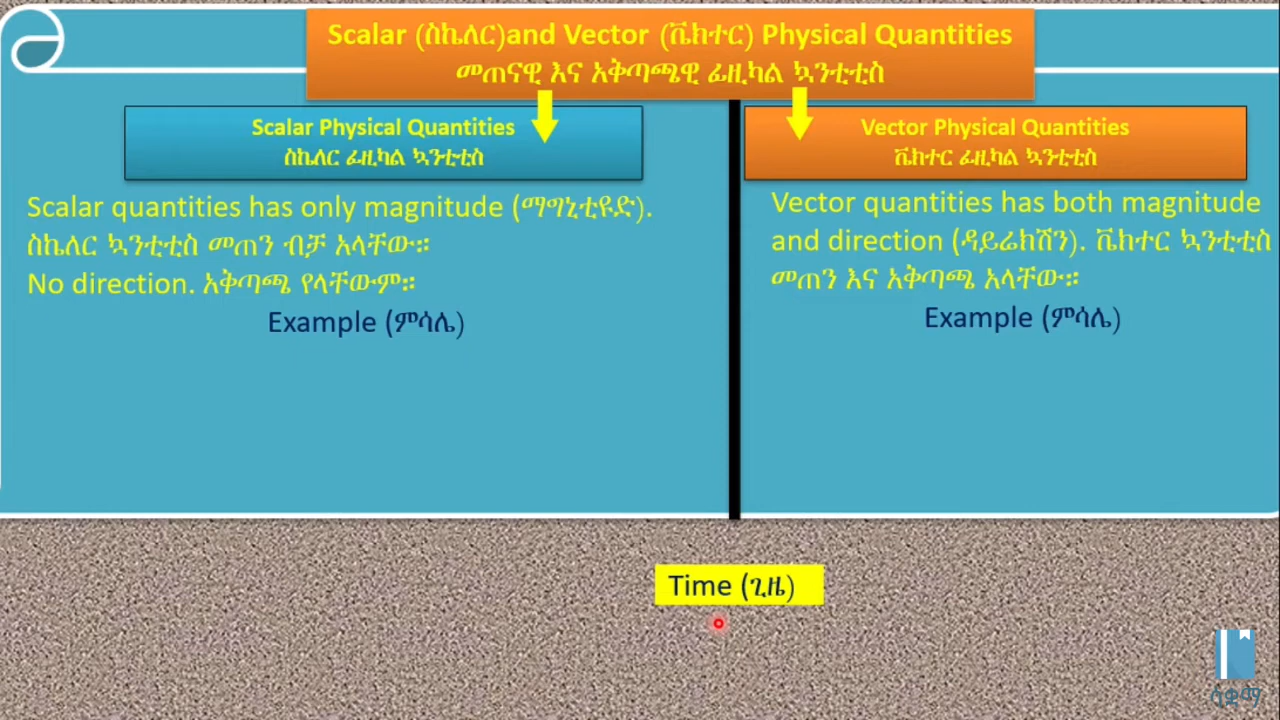 Scalar (ስኬለር)and Vector (ቬክተር) Physical Quantities
መጠናዊ እና አቅጣጫዊ ፊዚካል ኳንቲቲስ
Scalar Physical Quantities
ስኬለር ፊዚካል ኳንቲቲስ
Scalar quantities has only magnitude (ማግኒቲዩድ).
ስኬለር ኳንቲቲስ መጠን ብቻ አላቸው።
No direction. አቅጣጫ የላቸውም።
Example (ምሳሌ)
Vector Physical Quantities
ቬክተር ፊዚካል ኳንቲቲስ
Vector quantities has both magnitude
and direction (ዳይሬክሽን). ቬክተር ኳንቲቲስ
መጠን እና አቅጣጫ አላቸው።
Example (ምሳሌ)
Time (ጊዜ)